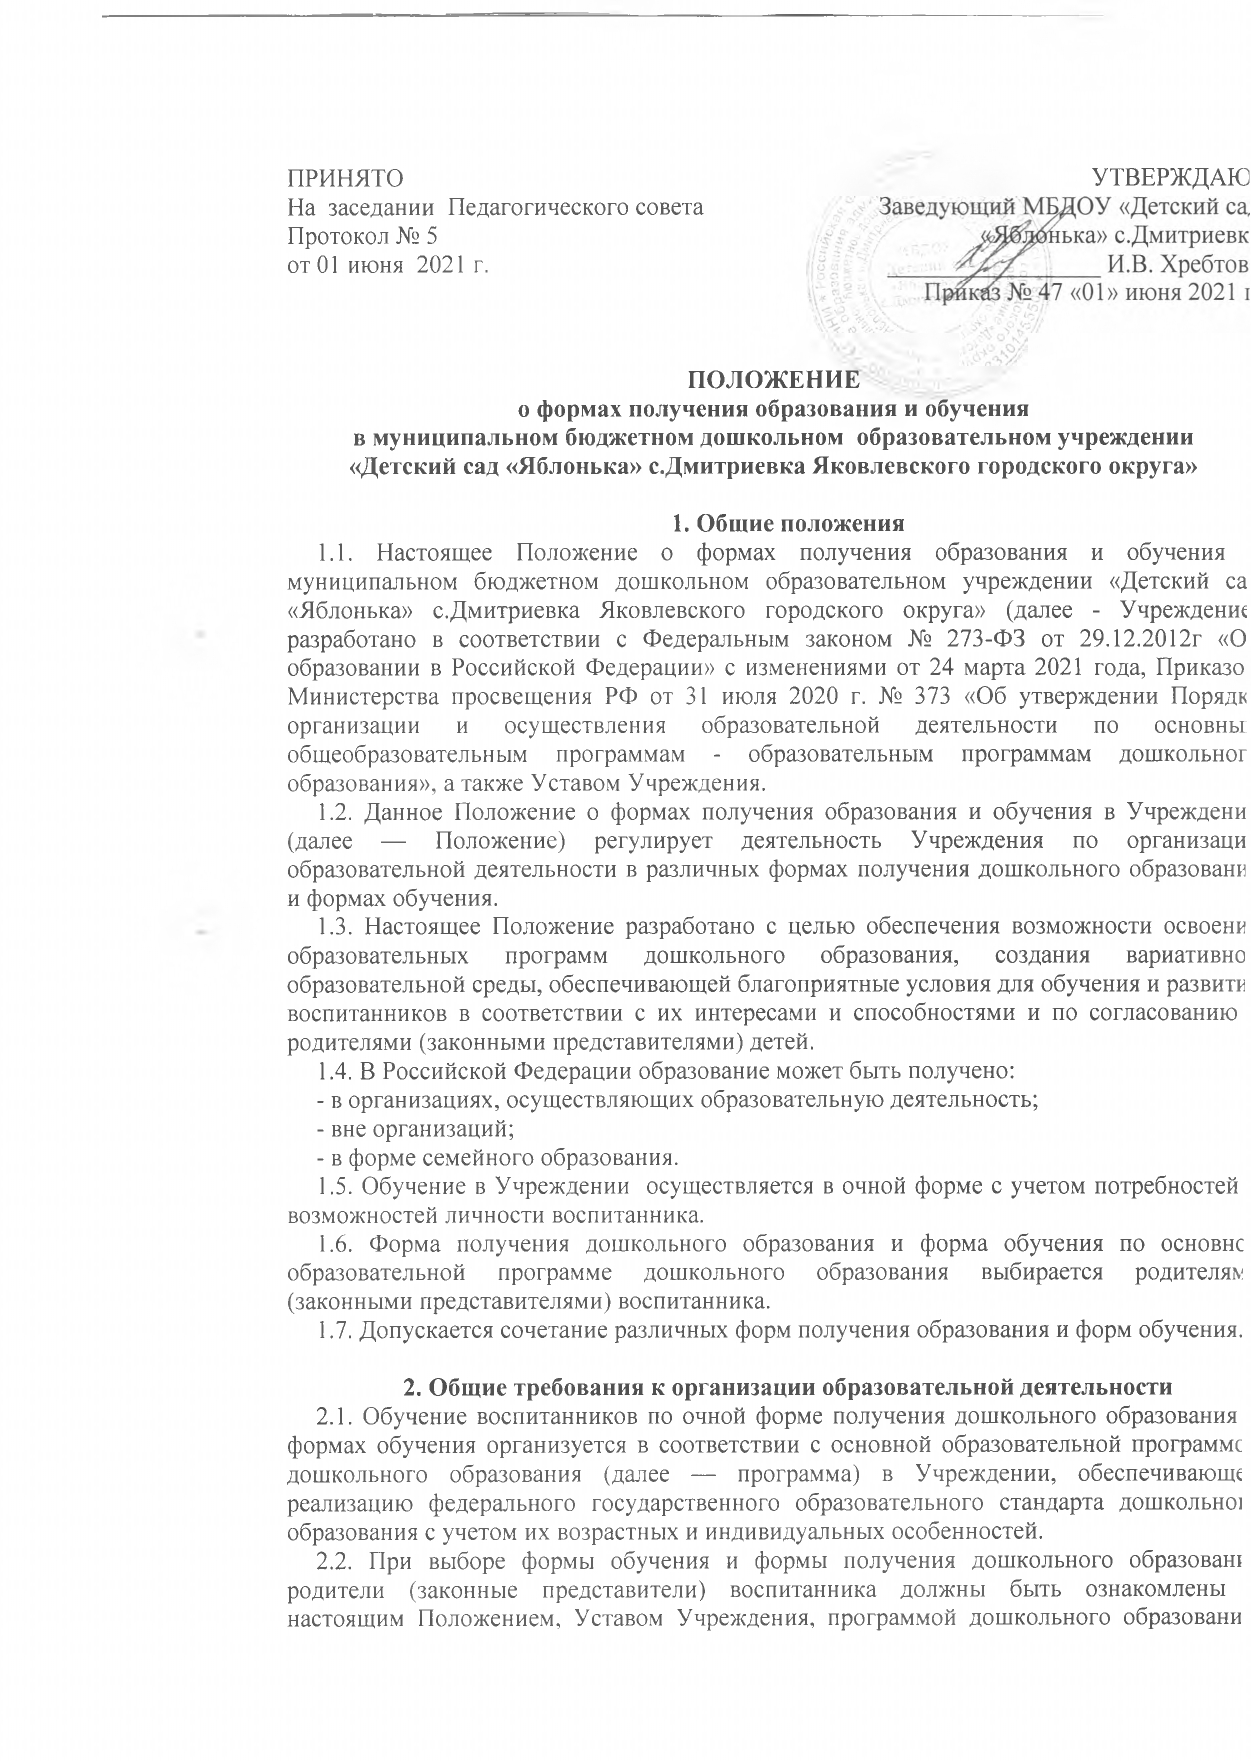 ПРИНЯТО
На заседании Педагогического совета
Протокол № 5
от 01 июня 2021 г.
УТВЕРЖДАЮ
Заведующий МБДОУ «Детский сад
«Яблонька» с.Дмитриевк
И.В. Хребтов
Приказ № 47 «01» июня 2021 г
ПОЛОЖЕНИЕ
о формах получения образования и обучения
в муниципальном бюджетном дошкольном образовательном учреждении
«Детский сад «Яблонька» с.Дмитриевка Яковлевского городского округа»
1. Общие положения
1.1. Настоящее Положение о формах получения образования и обучения
муниципальном бюджетном дошкольном образовательном учреждении «Детский са
«Яблонька» с.Дмитриевка Яковлевского городского округа» (далее - Учреждение
разработано в соответствии с Федеральным законом № 273-ФЗ от 29.12.2012г «О
образовании в Российской Федерации» с изменениями от 24 марта 2021 года, Приказо
Министерства просвещения РФ от 31 июля 2020 г. № 373 «Об утверждении Порядк
организации и осуществления образовательной деятельности по основны
общеобразовательным программам - образовательным программам дошкольног
образования», а также Уставом Учреждения.
1.2. Данное Положение о формах получения образования и обучения в Учреждени
(далее — Положение) регулирует деятельность Учреждения по организаци
образовательной деятельности в различных формах получения дошкольного образовани
и формах обучения.
1.3. Настоящее Положение разработано с целью обеспечения возможности освоени
образовательных программ дошкольного образования, создания вариативно
образовательной среды, обеспечивающей благоприятные условия для обучения и развити
воспитанников в соответствии с их интересами и способностями и по согласованию
родителями (законными представителями) детей.
1.4. В Российской Федерации образование может быть получено:
- в организациях, осуществляющих образовательную деятельность;
- вне организаций;
- в форме семейного образования.
1.5. Обучение в Учреждении осуществляется в очной форме с учетом потребностей
возможностей личности воспитанника.
1.6. Форма получения дошкольного образования и форма обучения по основно
образовательной программе дошкольного образования выбирается родителям
(законными представителями) воспитанника.
1.7. Допускается сочетание различных форм получения образования и форм обучения.
2. Общие требования к организации образовательной деятельности
2.1. Обучение воспитанников по очной форме получения дошкольного образования
формах обучения организуется в соответствии с основной образовательной программо
дошкольного образования (далее — программа) в Учреждении, обеспечивающе
реализацию федерального государственного образовательного стандарта дошкольног
образования с учетом их возрастных и индивидуальных особенностей.
2.2. При выборе формы обучения и формы получения дошкольного образовани
родители (законные представители) воспитанника должны быть ознакомлены
настоящим Положением, Уставом Учреждения, программой дошкольного образовани